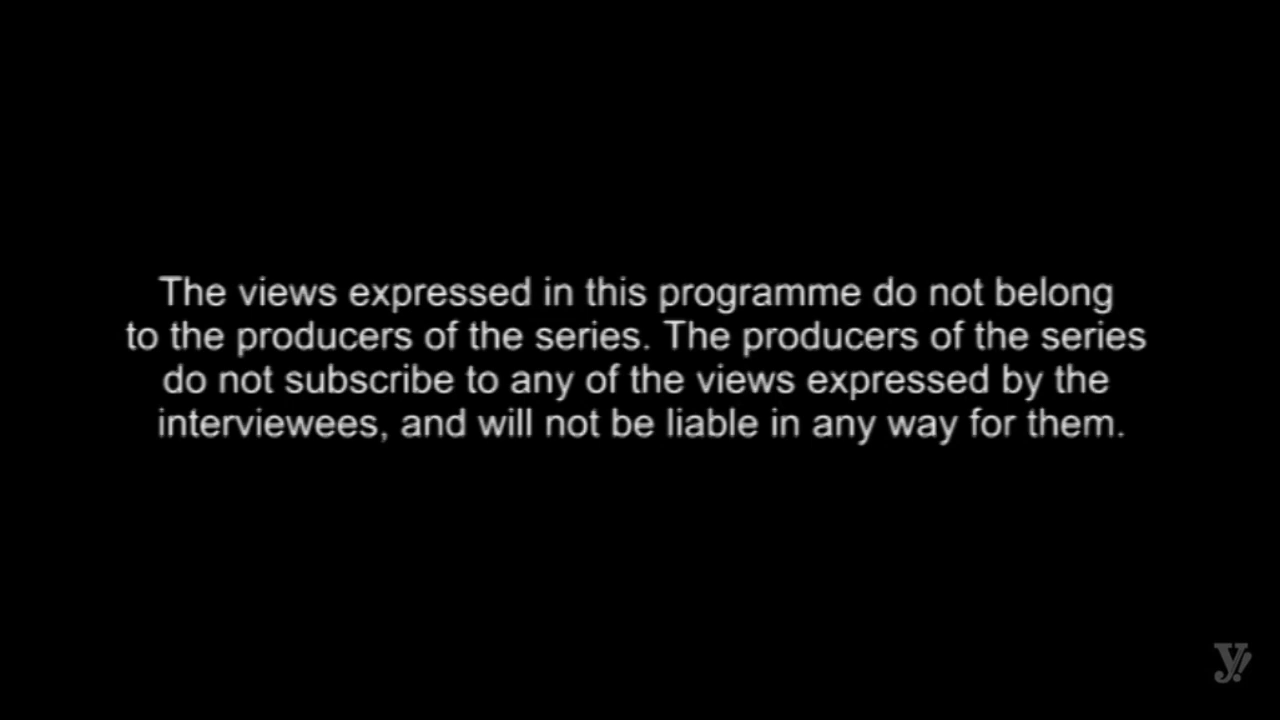 The views expressed in this programme do not belong
to the producers of the series. The producers of the series
do not subscribe to any of the views expressed by the
interviewees, and will not be liable in any way for them.
y!